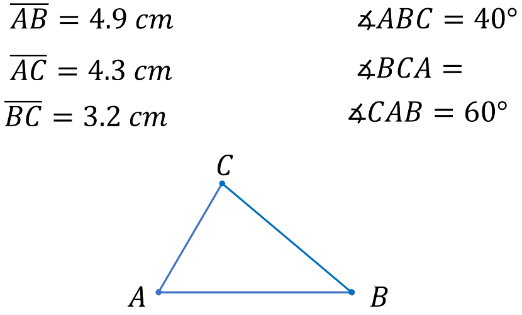 AB = 4.9 cm
∡ABC = 40°
AC = 4.3 cm
∡BCA =
BC = 3.2 cm
∡CAB = 60°
C
A
B